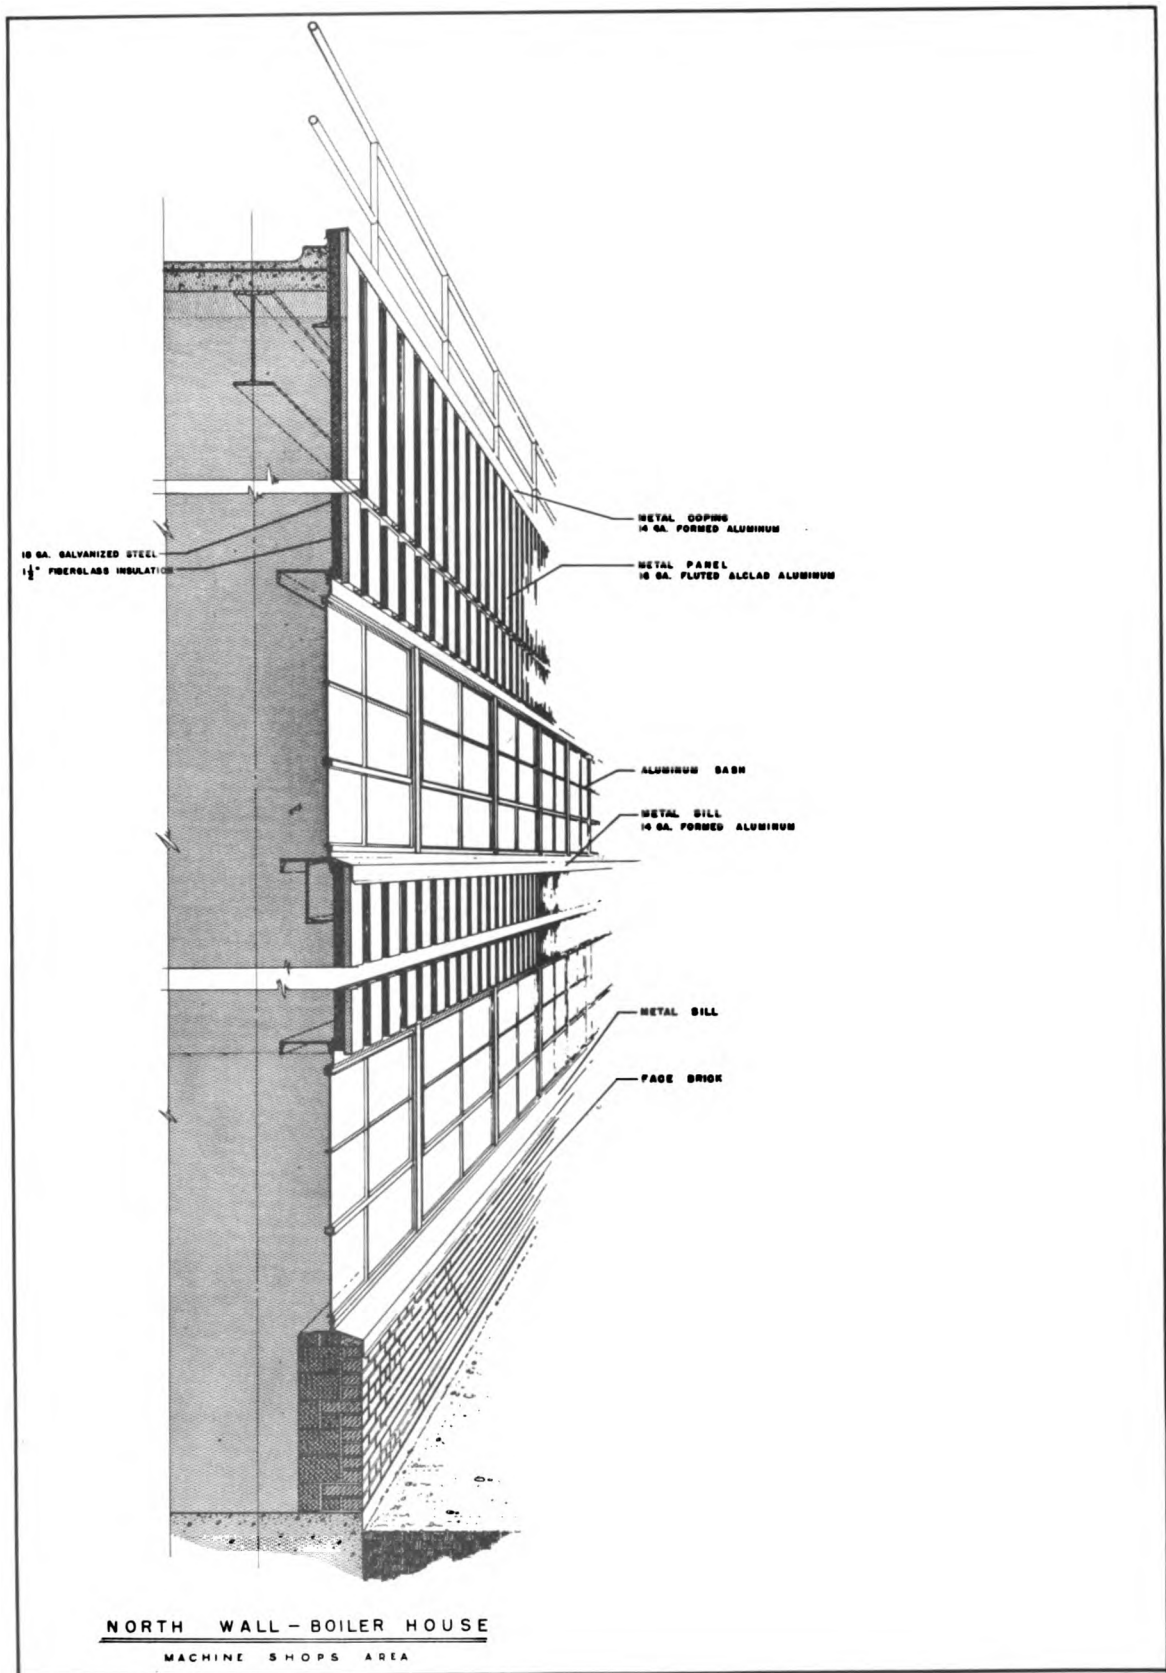 METAL COPING
14 GA. FORMED ALUMINUM
18 GA. GALVANIZED STEEL
1½" FIBERGLASS INSULATION
METAL PANEL
16 GA. FLUTED ALCLAD ALUMINUM
ALUMINUM SASH
METAL SILL
14 GA. FORMED ALUMINUM
METAL SILL
FACE BRICK
NORTH WALL – BOILER HOUSE
MACHINE SHOPS AREA